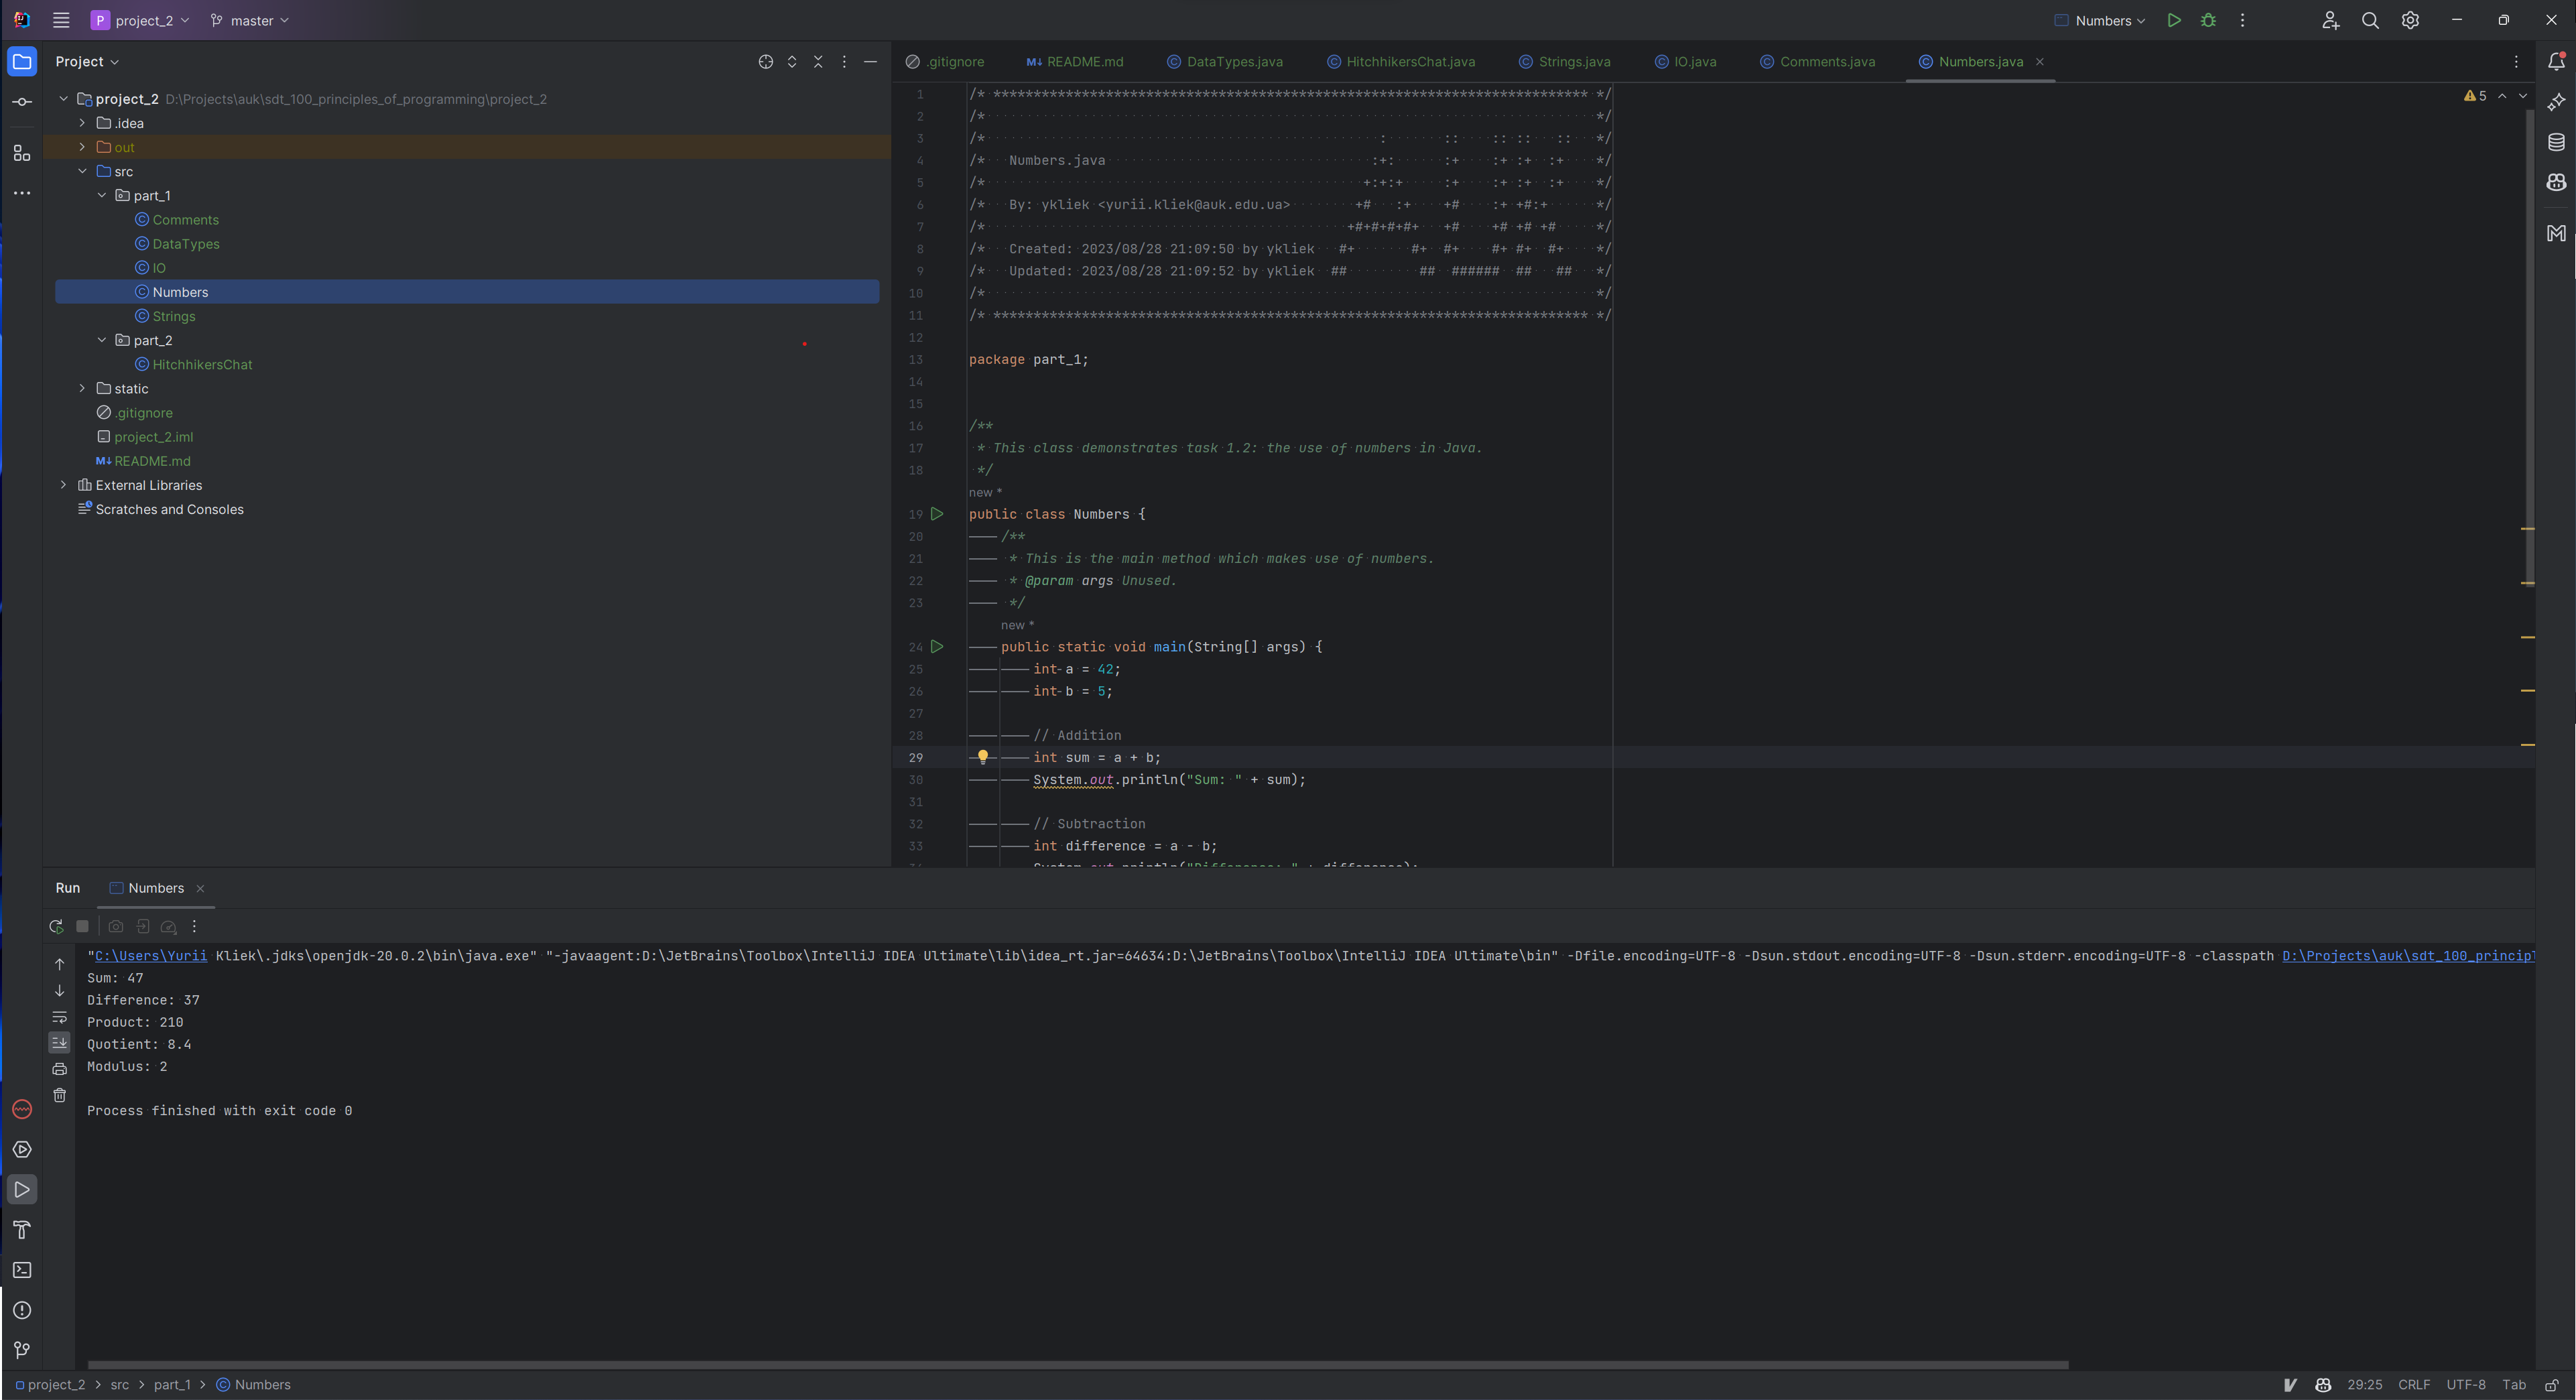 P project_2 master Numbers
Project
project_2 D:\Projects\auk\sdt_100_principles_of_programming\project_2
.idea
out
src
part_1
Comments
DataTypes
IO
Numbers
Strings
part_2
HitchhikersChat
static
.gitignore
project_2.iml
M↓ README.md
External Libraries
Scratches and Consoles
.gitignore M↓ README.md DataTypes.java HitchhikersChat.java Strings.java IO.java Comments.java Numbers.java
5
1 /* ************************************************************************** */
2 /* */
3 /* : :: :: :: :: */
4 /* Numbers.java :+: :+ :+ :+ :+ */
5 /* +:+:+ :+ :+ :+ :+ */
6 /* By: ykliek <yurii.kliek@auk.edu.ua> +# :+ +# :+ +#:+ */
7 /* +#+#+#+#+ +# +# +# +# */
8 /* Created: 2023/08/28 21:09:50 by ykliek #+ #+ #+ #+ #+ #+ */
9 /* Updated: 2023/08/28 21:09:52 by ykliek ## ## ###### ## ## */
10 /* */
11 /* ************************************************************************** */
12
13 package part_1;
14
15
16 /**
17 * This class demonstrates task 1.2: the use of numbers in Java.
18 */
new *
19 public class Numbers {
20 /**
21 * This is the main method which makes use of numbers.
22 * @param args Unused.
23 */
new *
24 public static void main(String[] args) {
25 int a = 42;
26 int b = 5;
27
28 // Addition
29 int sum = a + b;
30 System.out.println("Sum: " + sum);
31
32 // Subtraction
33 int difference = a - b;
34 System.out.println("Difference: " + difference);
Run Numbers
"C:\Users\Yurii Kliek\.jdks\openjdk-20.0.2\bin\java.exe" "-javaagent:D:\JetBrains\Toolbox\IntelliJ IDEA Ultimate\lib\idea_rt.jar=64634:D:\JetBrains\Toolbox\IntelliJ IDEA Ultimate\bin" -Dfile.encoding=UTF-8 -Dsun.stdout.encoding=UTF-8 -Dsun.stderr.encoding=UTF-8 -classpath D:\Projects\auk\sdt_100_principl
Sum: 47
Difference: 37
Product: 210
Quotient: 8.4
Modulus: 2
Process finished with exit code 0
project_2 > src > part_1 > Numbers
29:25 CRLF UTF-8 Tab